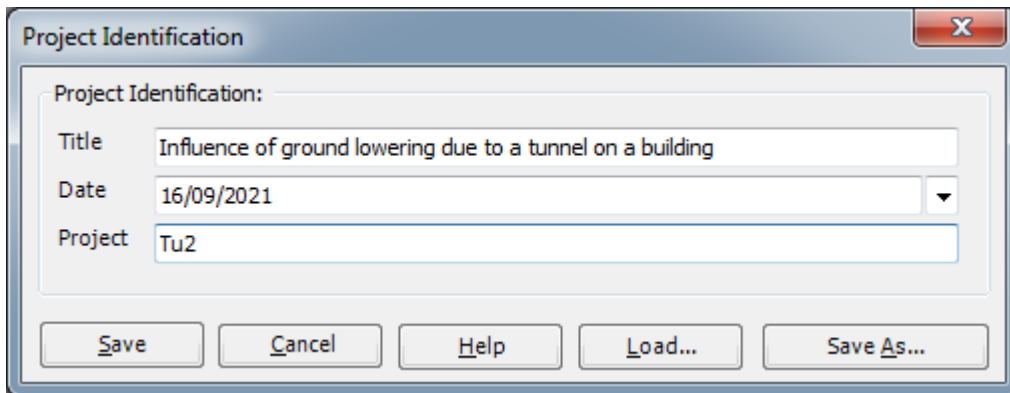 Project Identification
Project Identification:
Title Influence of ground lowering due to a tunnel on a building
Date 16/09/2021
Project Tu2
Save Cancel Help Load... Save As...